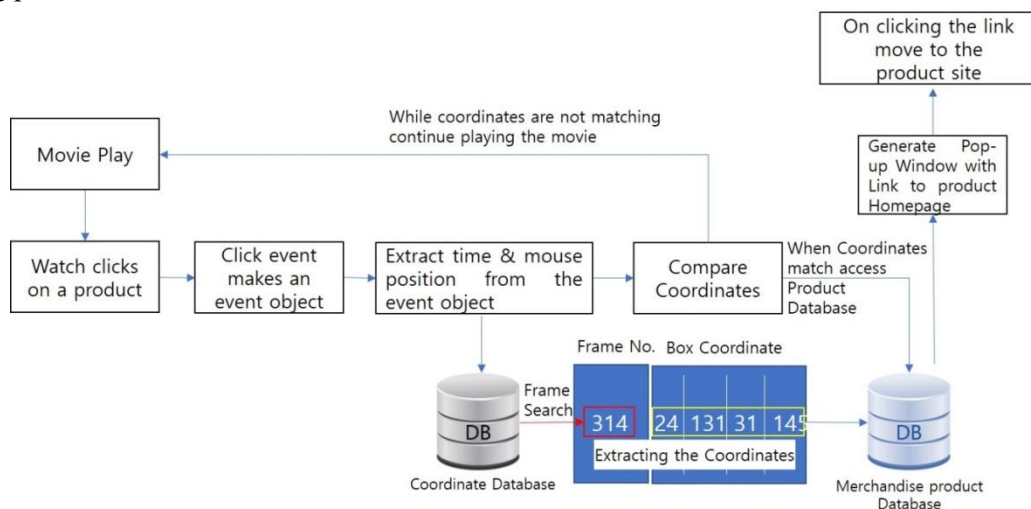 On clicking the link
move to the
product site
While coordinates are not matching
continue playing the movie
Movie Play
Generate Pop-
up Window with
Link to product
Homepage
Watch clicks
on a product
Click event
makes an
event object
Extract time & mouse
position from the
event object
Compare
Coordinates
When Coordinates
match access
Product
Database
Frame No. Box Coordinate
Frame
Search
DB
314
24 131 31 145
DB
Extracting the Coordinates
Coordinate Database
Merchandise product
Database